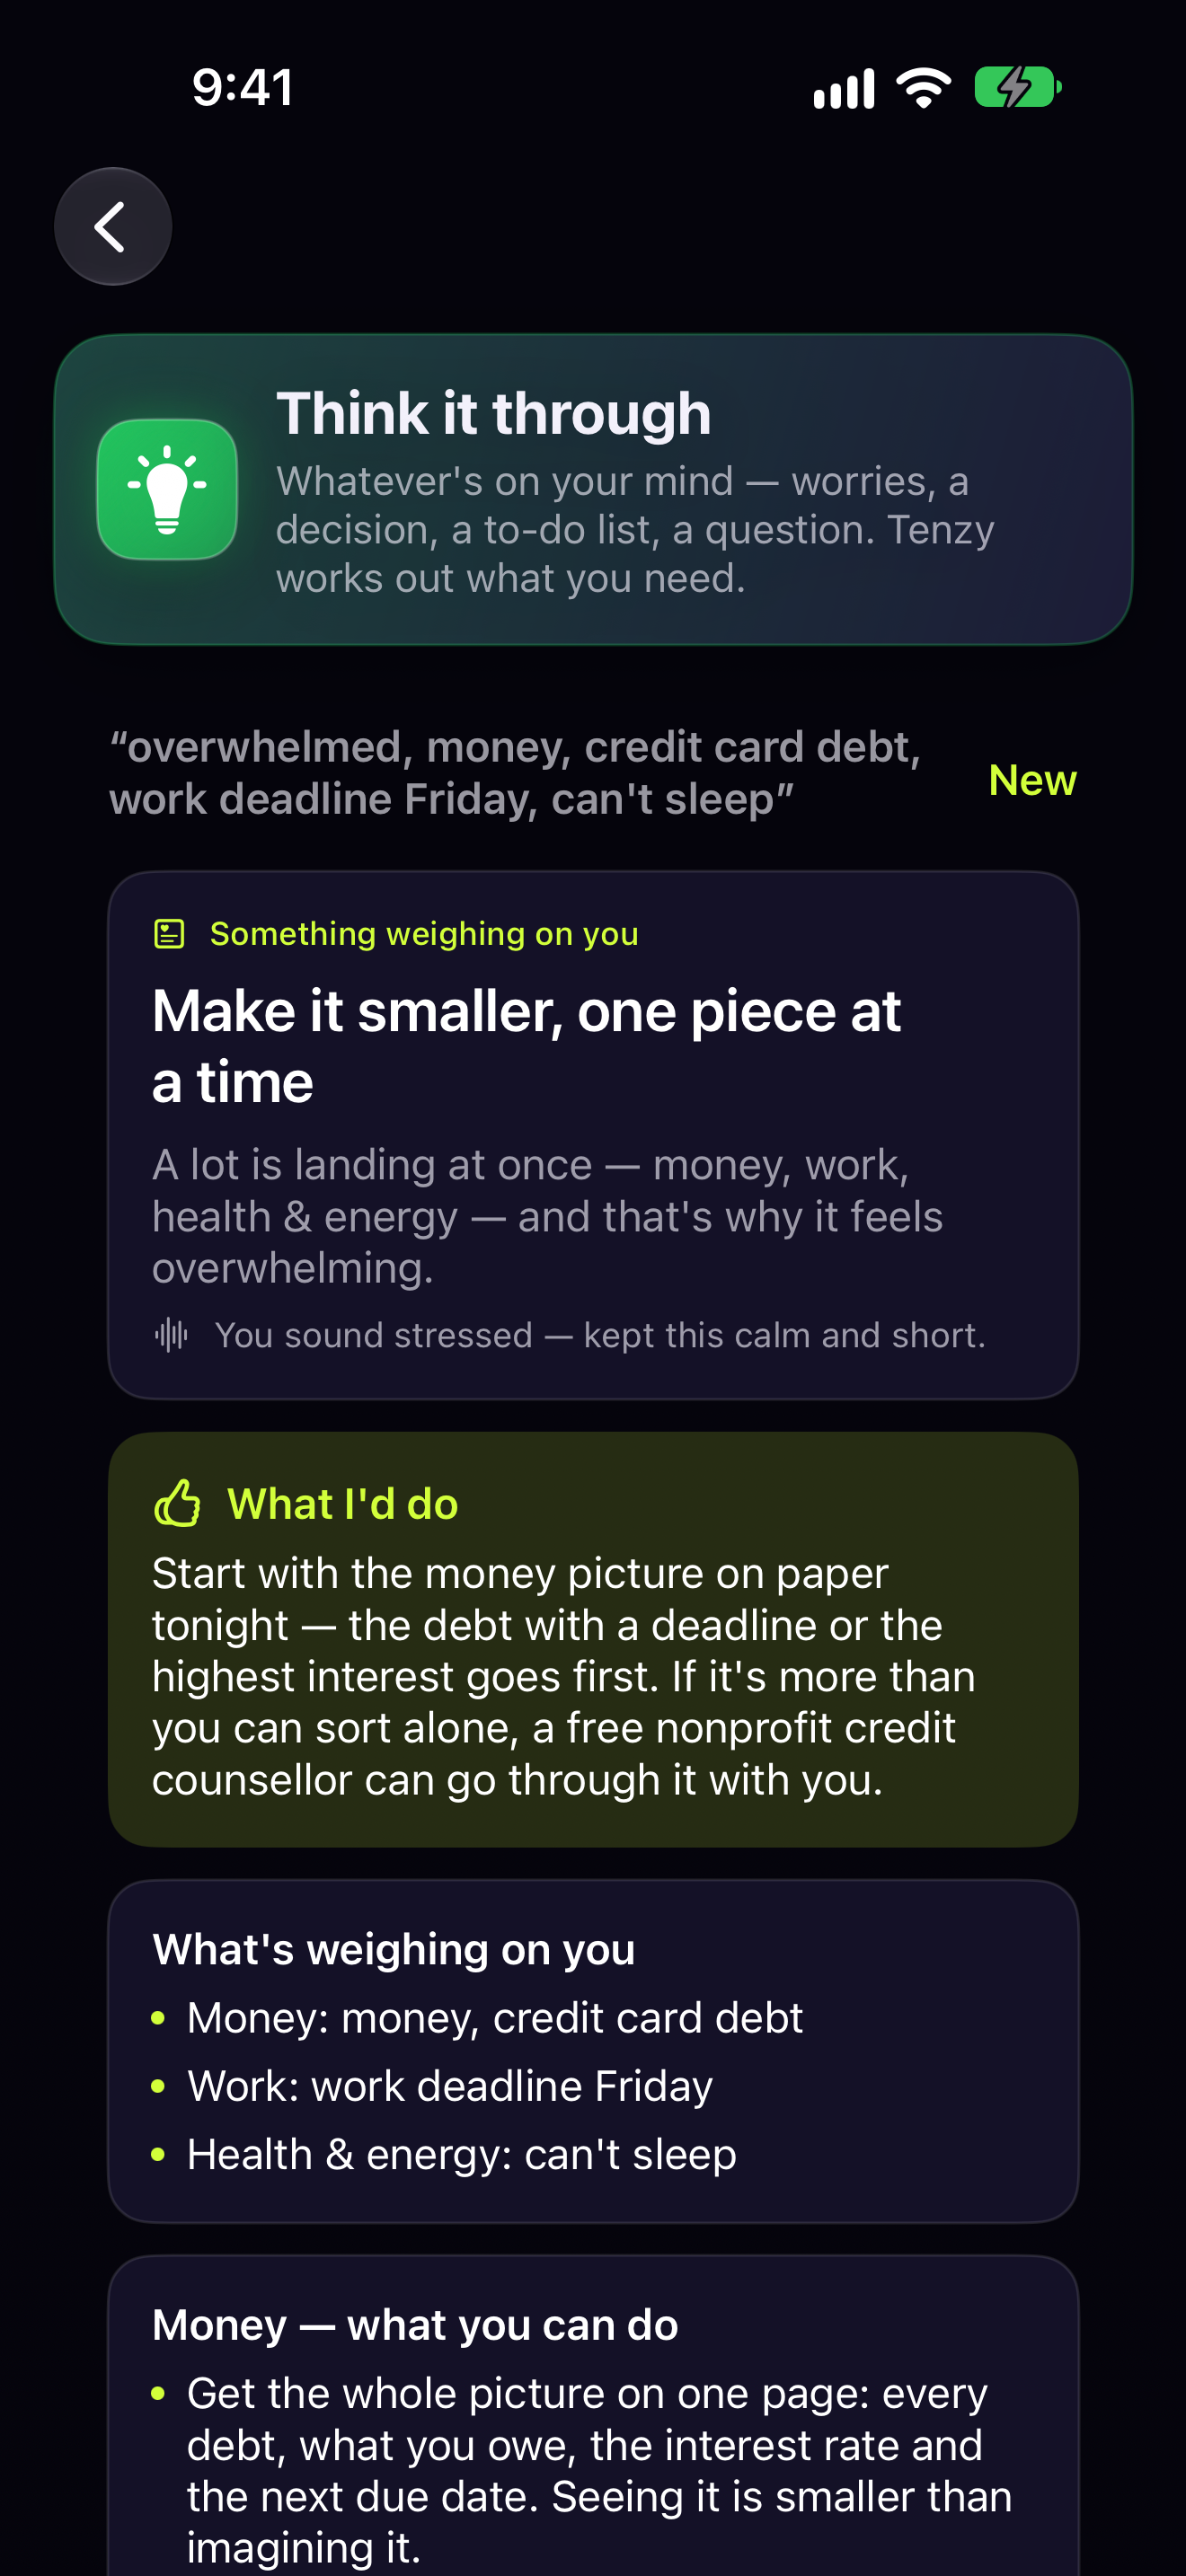 9:41
Think it through
Whatever's on your mind — worries, a
decision, a to-do list, a question. Tenzy
works out what you need.
“overwhelmed, money, credit card debt,
work deadline Friday, can't sleep”
New
Something weighing on you
Make it smaller, one piece at
a time
A lot is landing at once — money, work,
health & energy — and that's why it feels
overwhelming.
You sound stressed — kept this calm and short.
What I'd do
Start with the money picture on paper
tonight — the debt with a deadline or the
highest interest goes first. If it's more than
you can sort alone, a free nonprofit credit
counsellor can go through it with you.
What's weighing on you
• Money: money, credit card debt
• Work: work deadline Friday
• Health & energy: can't sleep
Money — what you can do
• Get the whole picture on one page: every
debt, what you owe, the interest rate and
the next due date. Seeing it is smaller than
imagining it.